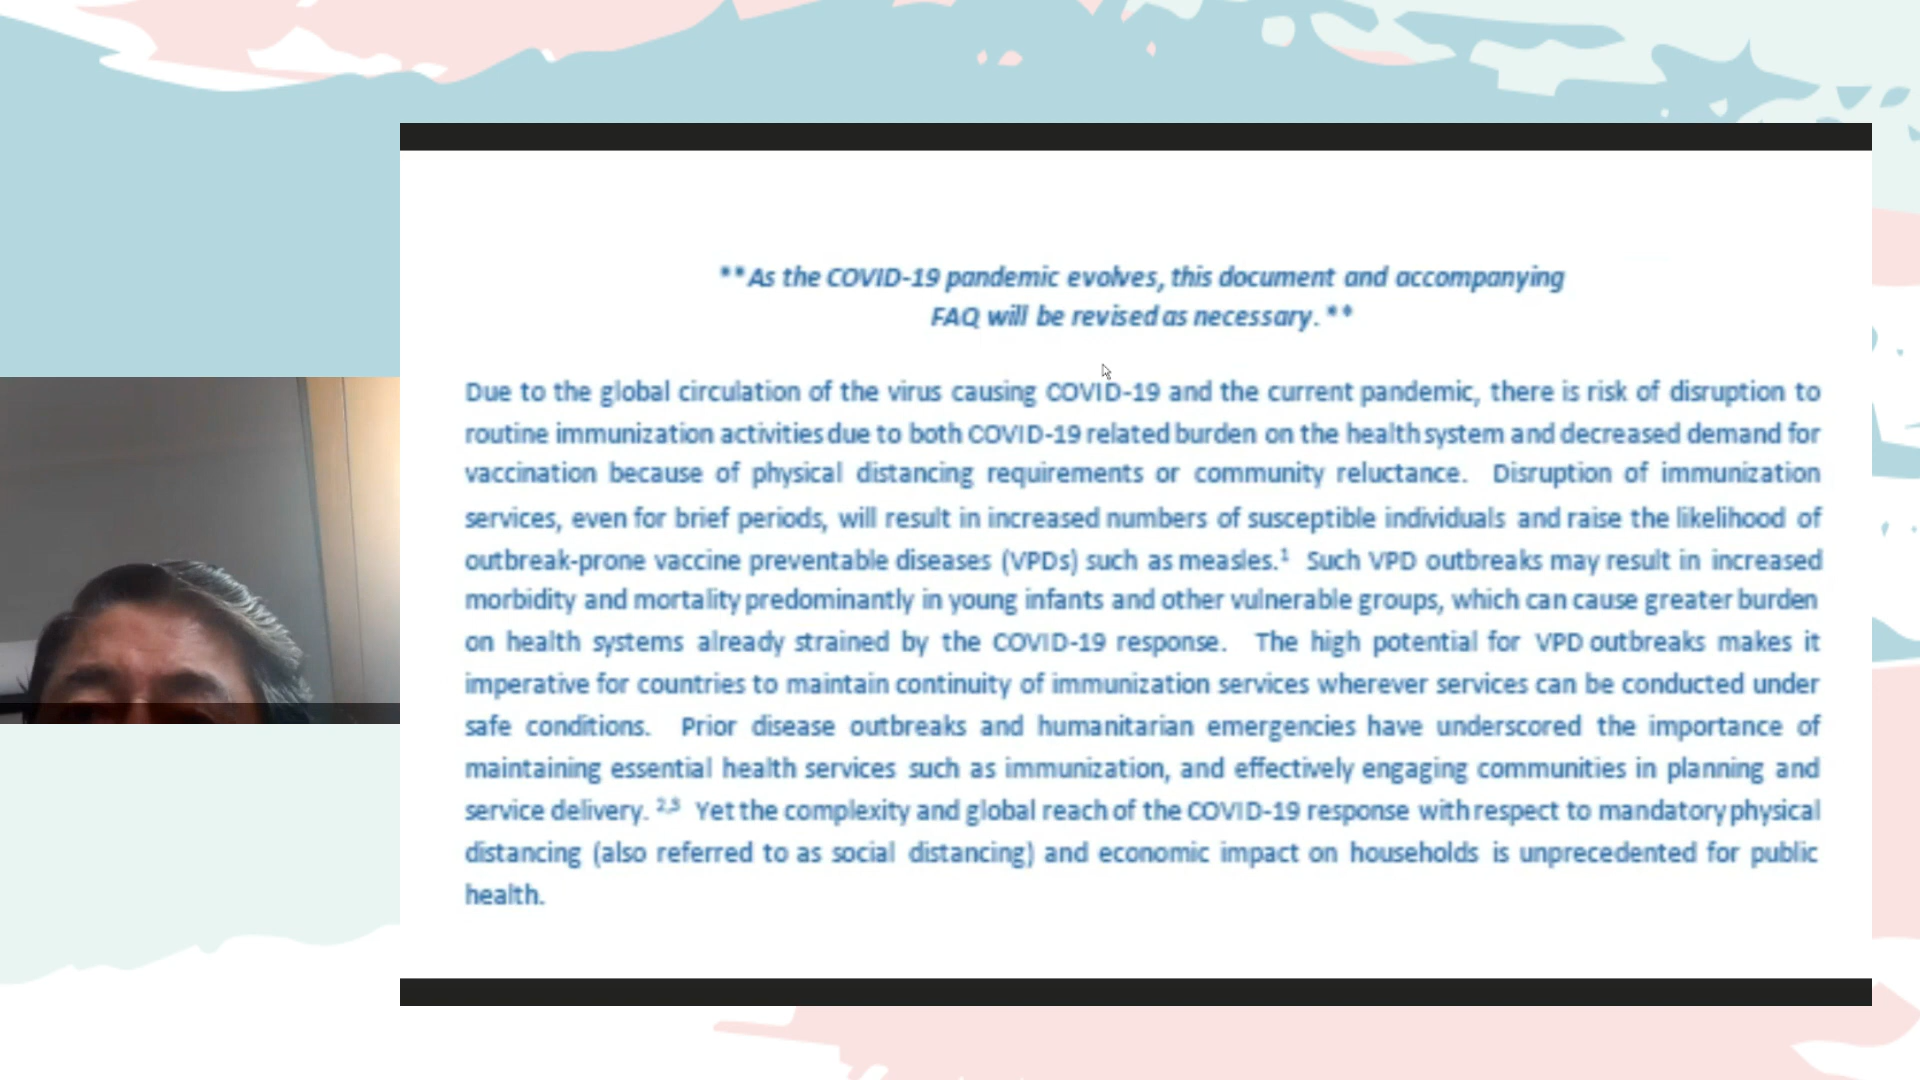 **As the COVID-19 pandemic evolves, this document and accompanying
FAQ will be revised as necessary.**
Due to the global circulation of the virus causing COVID-19 and the current pandemic, there is risk of disruption to
routine immunization activities due to both COVID-19 related burden on the health system and decreased demand for
vaccination because of physical distancing requirements or community reluctance. Disruption of immunization
services, even for brief periods, will result in increased numbers of susceptible individuals and raise the likelihood of
outbreak-prone vaccine preventable diseases (VPDs) such as measles.¹ Such VPD outbreaks may result in increased
morbidity and mortality predominantly in young infants and other vulnerable groups, which can cause greater burden
on health systems already strained by the COVID-19 response. The high potential for VPD outbreaks makes it
imperative for countries to maintain continuity of immunization services wherever services can be conducted under
safe conditions. Prior disease outbreaks and humanitarian emergencies have underscored the importance of
maintaining essential health services such as immunization, and effectively engaging communities in planning and
service delivery. ²,³ Yet the complexity and global reach of the COVID-19 response with respect to mandatory physical
distancing (also referred to as social distancing) and economic impact on households is unprecedented for public
health.